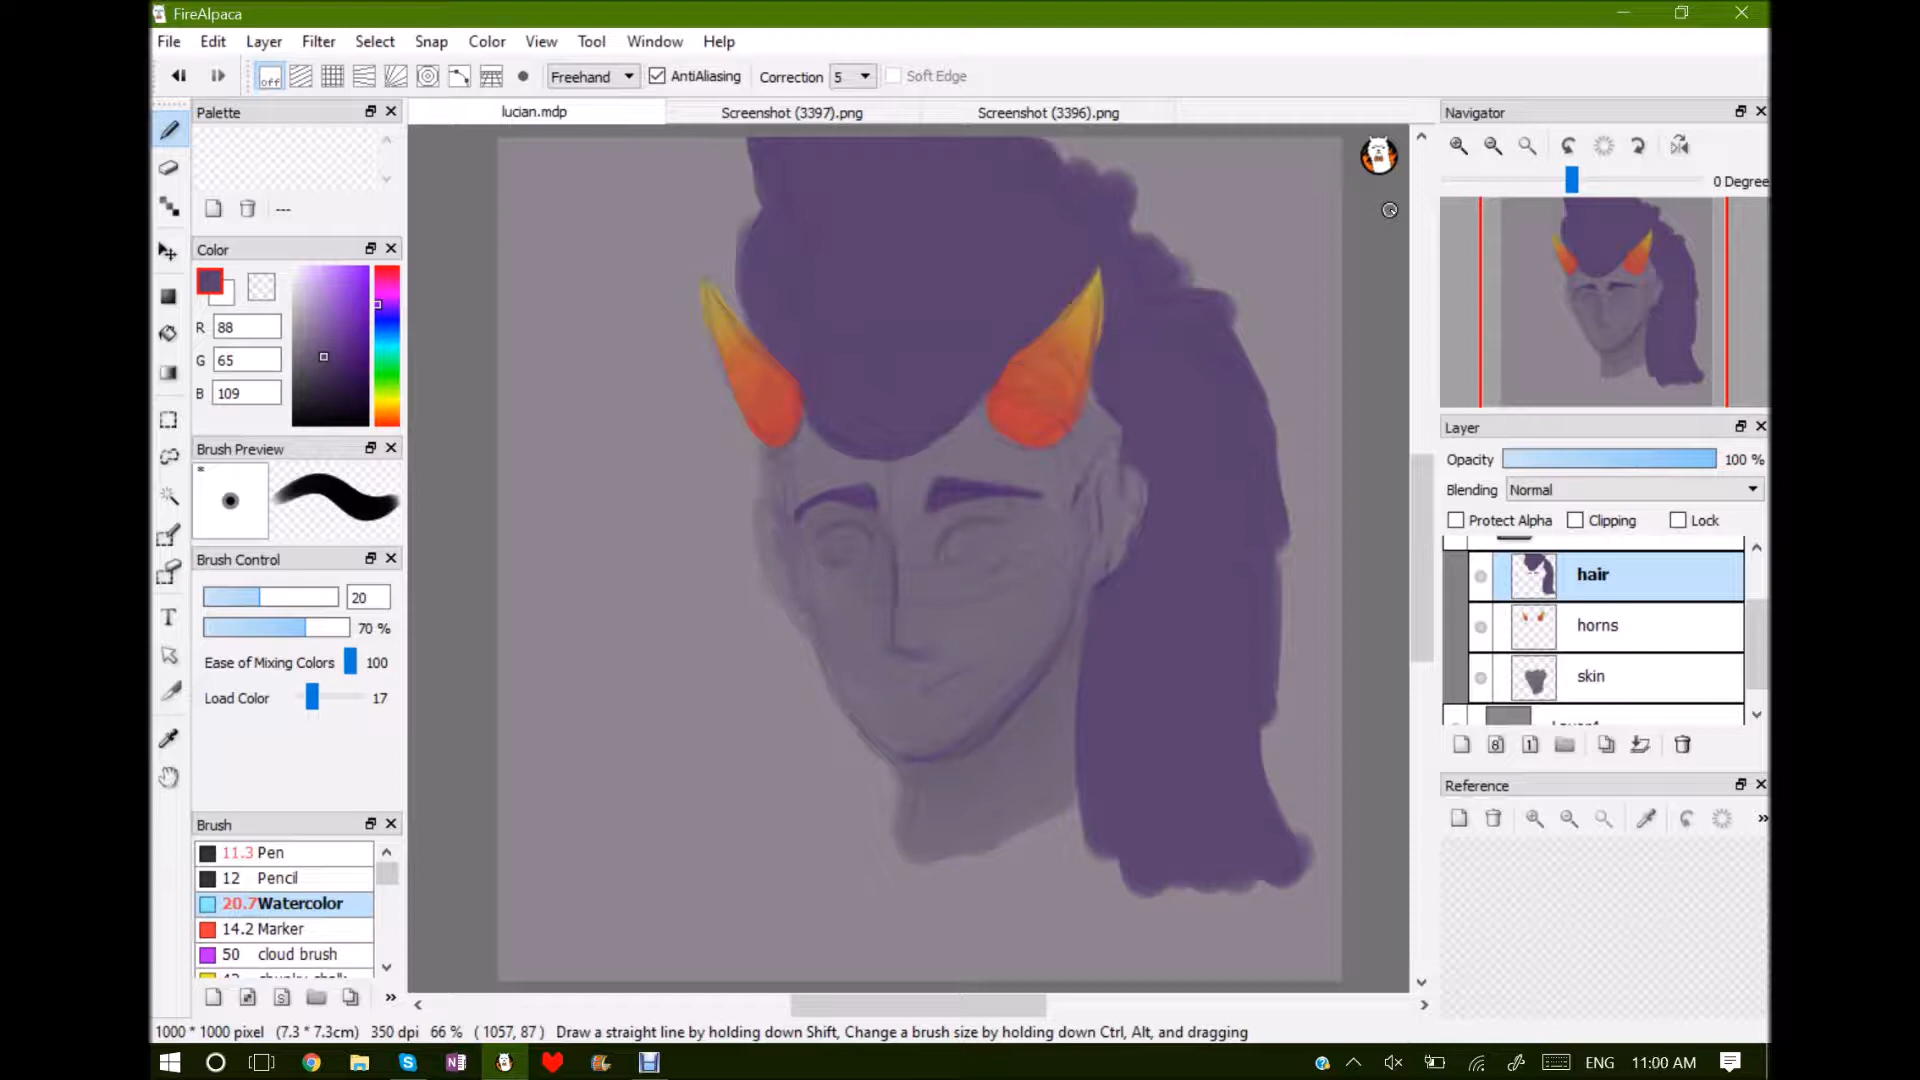 FireAlpaca
File Edit Layer Filter Select Snap Color View Tool Window Help
off Freehand AntiAliasing Correction 5 Soft Edge
Palette
lucian.mdp Screenshot (3397).png Screenshot (3396).png
Navigator
0 Degree
---
Color
R 88
G 65
B 109
Brush Preview
*
Brush Control
20
70 %
Ease of Mixing Colors 100
Load Color 17
Layer
Opacity 100 %
Blending Normal
Protect Alpha Clipping Lock
hair
horns
skin
8 1
Reference
»
Brush
11.3 Pen
12 Pencil
20.7 Watercolor
14.2 Marker
50 cloud brush
S »
1000 * 1000 pixel (7.3 * 7.3cm) 350 dpi 66 % ( 1057, 87 ) Draw a straight line by holding down Shift, Change a brush size by holding down Ctrl, Alt, and dragging
ENG 11:00 AM